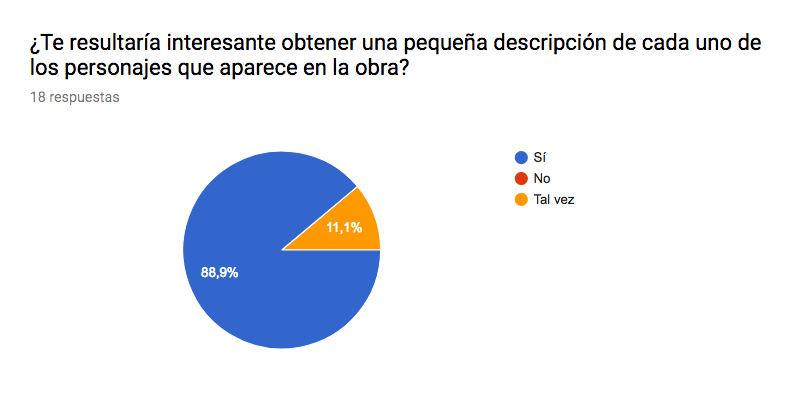 ¿Te resultaría interesante obtener una pequeña descripción de cada uno de
los personajes que aparece en la obra?
18 respuestas
Sí
No
Tal vez
11,1%
88,9%